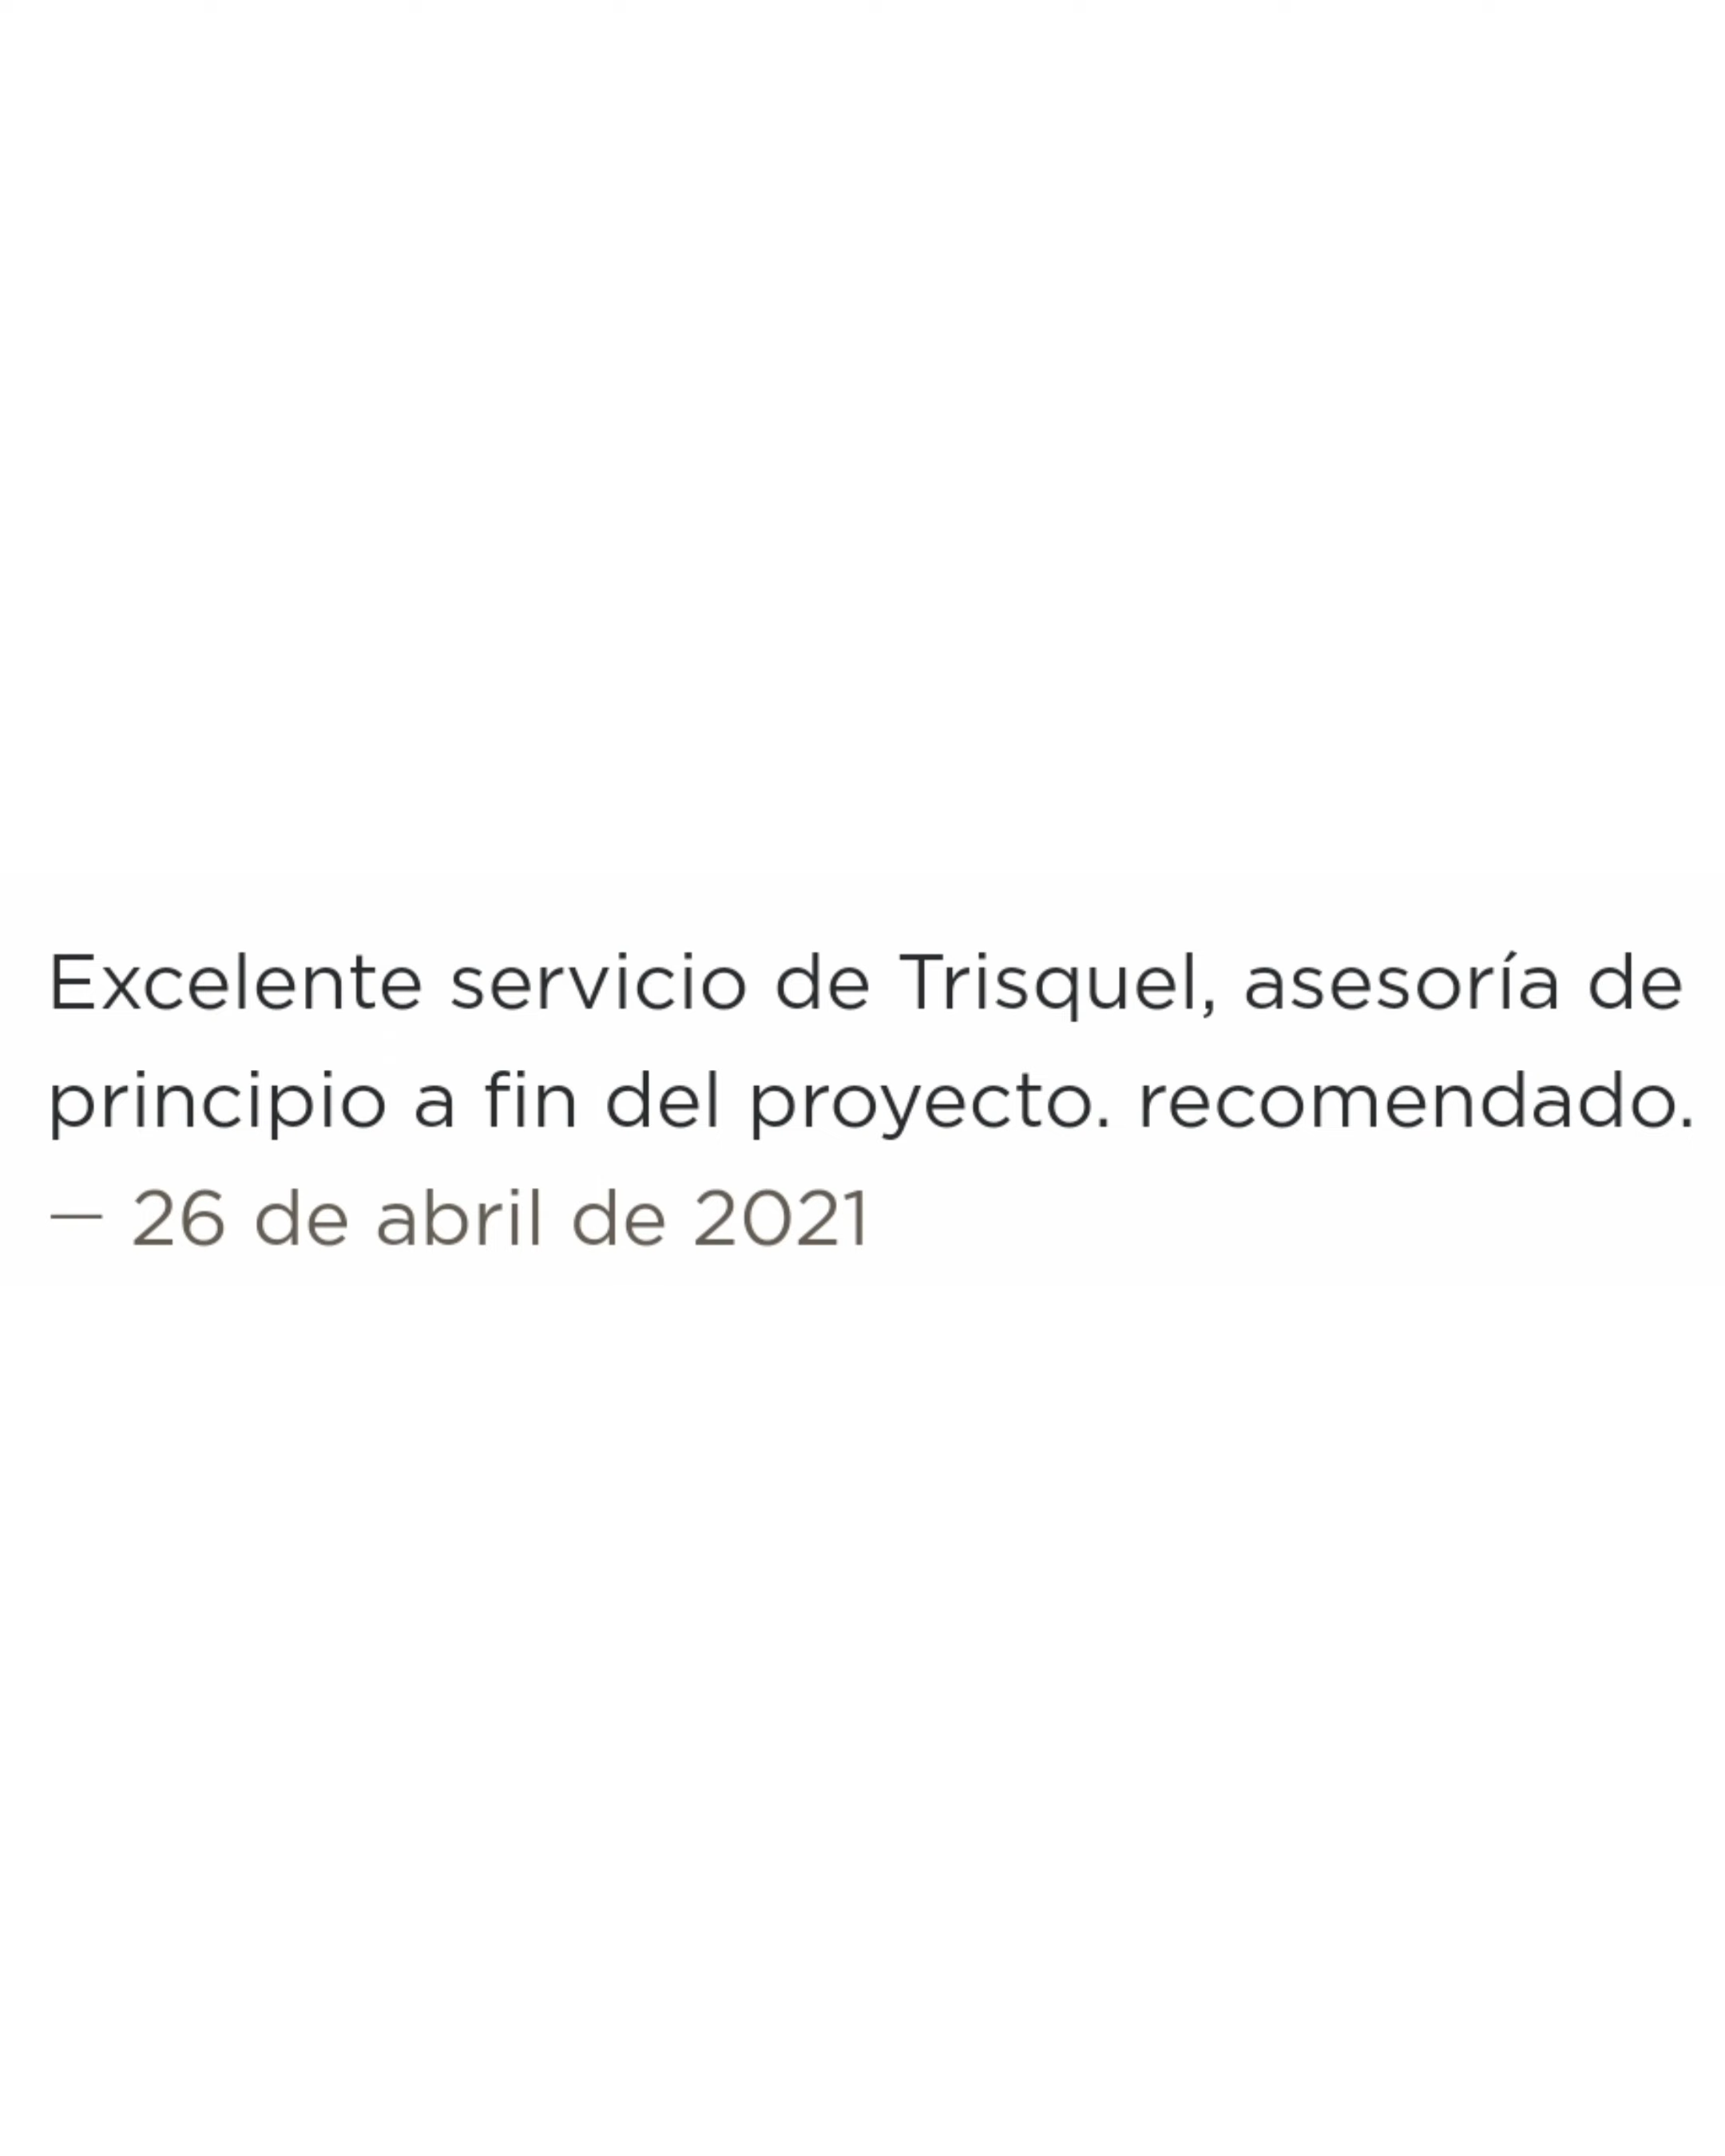 Excelente servicio de Trisquel, asesoría de
principio a fin del proyecto. recomendado.
— 26 de abril de 2021